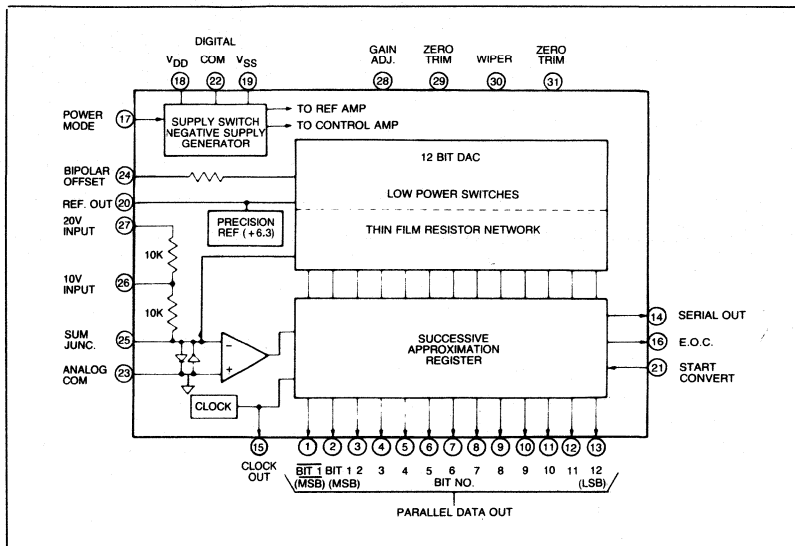 DIGITAL
VDD COM VSS
18 22 19
GAIN ADJ.
28
ZERO TRIM
29
WIPER
30
ZERO TRIM
31
POWER MODE
17
SUPPLY SWITCH
NEGATIVE SUPPLY
GENERATOR
TO REF AMP
TO CONTROL AMP
12 BIT DAC
LOW POWER SWITCHES
THIN FILM RESISTOR NETWORK
BIPOLAR OFFSET
24
REF. OUT
20
PRECISION
REF (+6.3)
20V INPUT
27
10K
10V INPUT
26
10K
SUM JUNC.
25
ANALOG COM
23
−
+
CLOCK
SUCCESSIVE
APPROXIMATION
REGISTER
14 SERIAL OUT
16 E.O.C.
21 START CONVERT
15
CLOCK OUT
1 2 3 4 5 6 7 8 9 10 11 12 13
BIT 1 BIT 1 2 3 4 5 6 7 8 9 10 11 12
(MSB) (MSB) BIT NO. (LSB)
PARALLEL DATA OUT